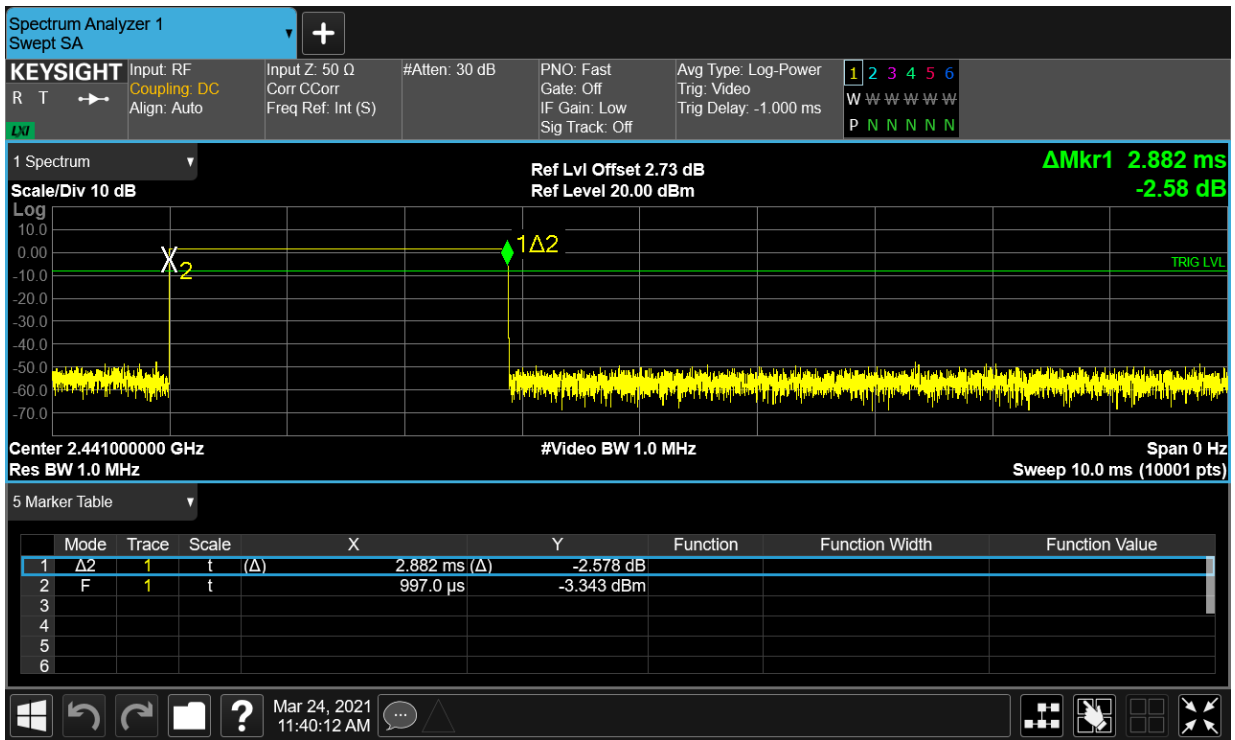 Spectrum Analyzer 1
Swept SA
KEYSIGHT
R T
LXI
Input: RF
Coupling: DC
Align: Auto
Input Z: 50 Ω
Corr CCorr
Freq Ref: Int (S)
#Atten: 30 dB
PNO: Fast
Gate: Off
IF Gain: Low
Sig Track: Off
Avg Type: Log-Power
Trig: Video
Trig Delay: -1.000 ms
1 2 3 4 5 6
W W W W W W
P N N N N N
1 Spectrum
Scale/Div 10 dB
Ref Lvl Offset 2.73 dB
Ref Level 20.00 dBm
ΔMkr1 2.882 ms
-2.58 dB
Log
10.0
0.00
-10.0
-20.0
-30.0
-40.0
-50.0
-60.0
-70.0
2
1Δ2
TRIG LVL
Center 2.441000000 GHz
#Video BW 1.0 MHz
Span 0 Hz
Res BW 1.0 MHz
Sweep 10.0 ms (10001 pts)
5 Marker Table
Mode Trace Scale X Y Function Function Width Function Value
1 Δ2 1 t (Δ) 2.882 ms (Δ) -2.578 dB
2 F 1 t 997.0 µs -3.343 dBm
3
4
5
6
?
Mar 24, 2021
11:40:12 AM